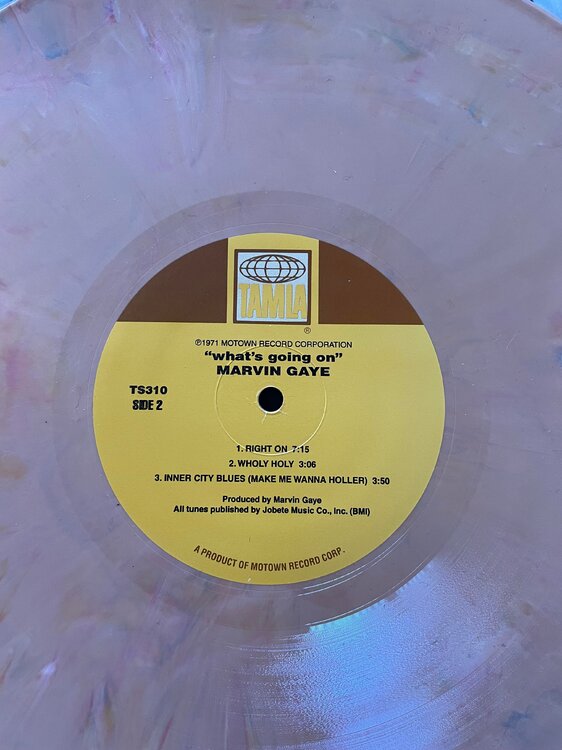 TAMLA
®
℗1971 MOTOWN RECORD CORPORATION
"what's going on"
MARVIN GAYE
TS310
SIDE 2
1. RIGHT ON 7:15
2. WHOLY HOLY 3:06
3. INNER CITY BLUES (MAKE ME WANNA HOLLER) 3:50
Produced by Marvin Gaye
All tunes published by Jobete Music Co., Inc. (BMI)
A PRODUCT OF MOTOWN RECORD CORP.